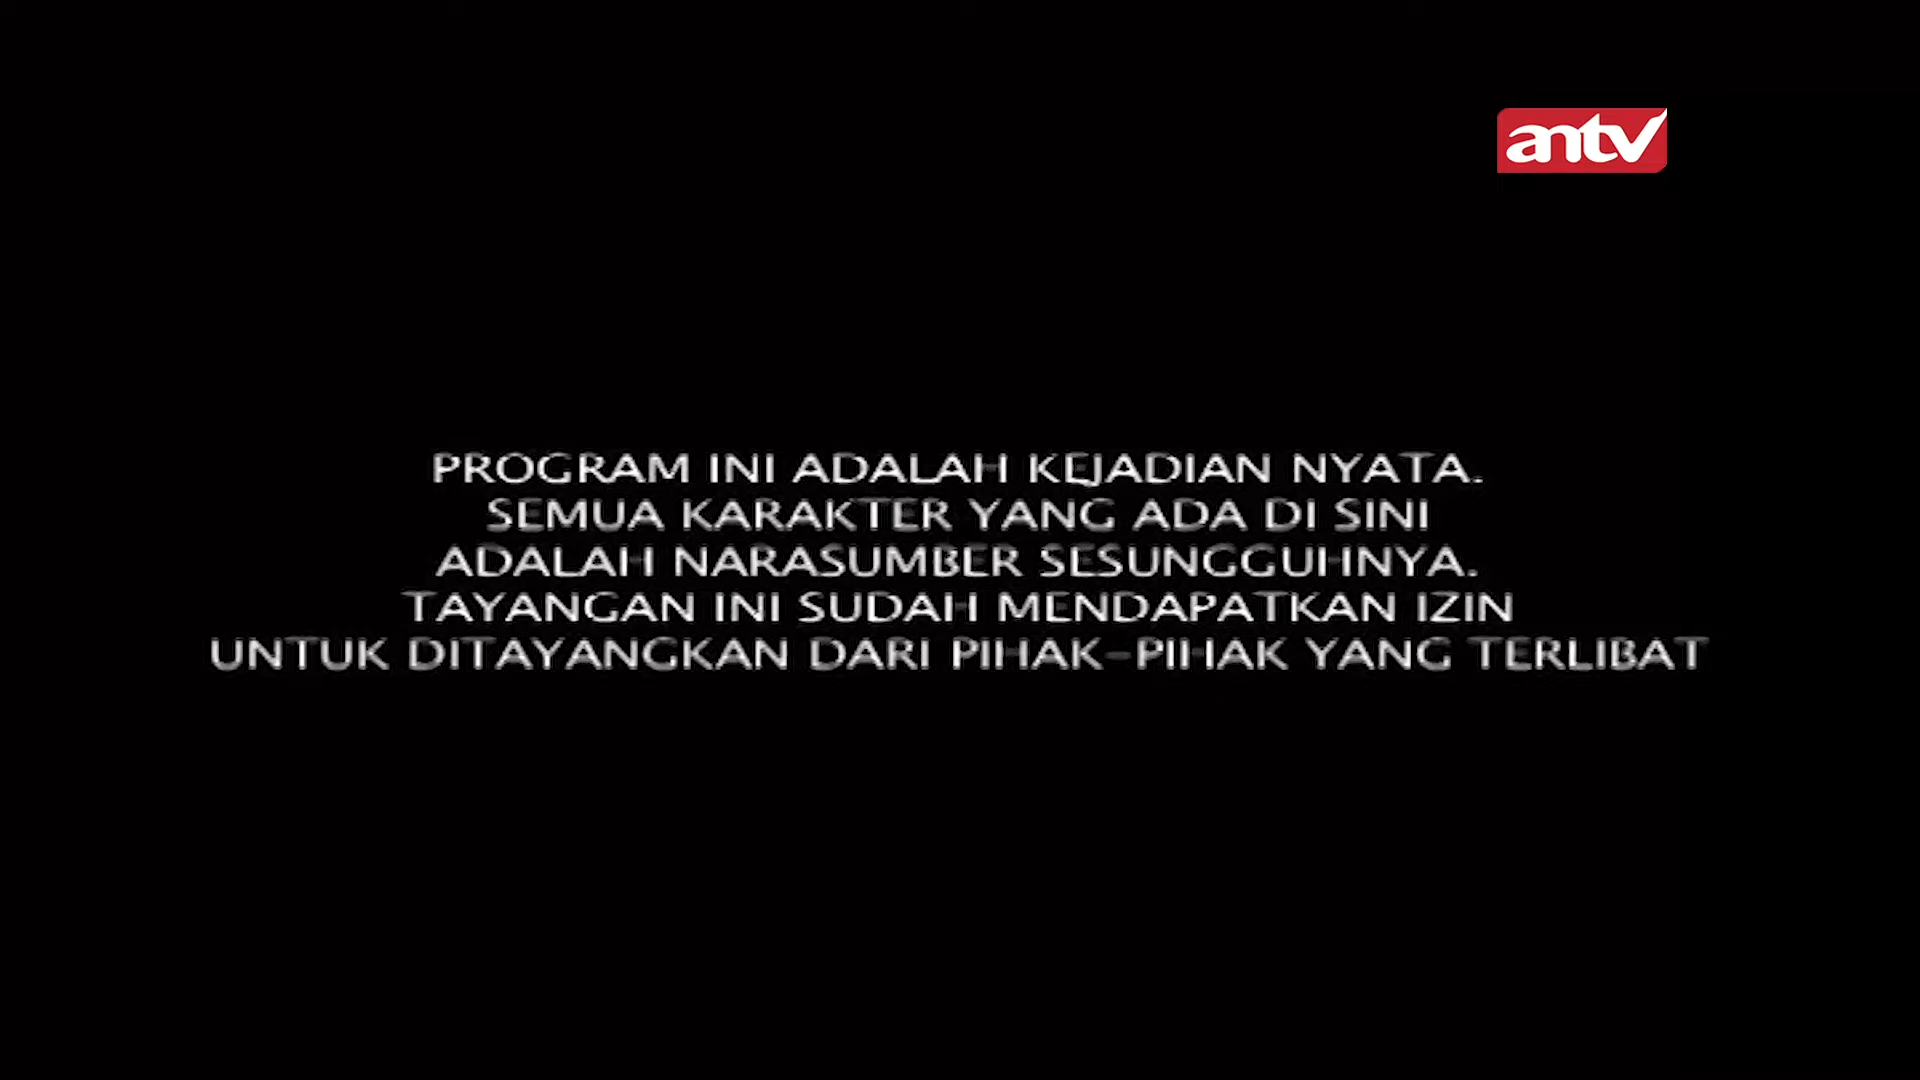 antv
PROGRAM INI ADALAH KEJADIAN NYATA.
SEMUA KARAKTER YANG ADA DI SINI
ADALAH NARASUMBER SESUNGGUHNYA.
TAYANGAN INI SUDAH MENDAPATKAN IZIN
UNTUK DITAYANGKAN DARI PIHAK-PIHAK YANG TERLIBAT